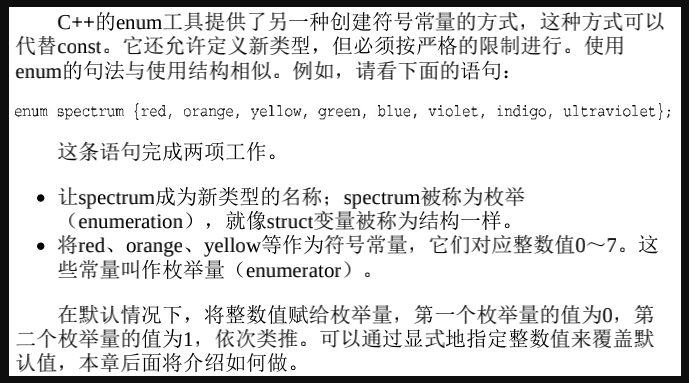 C++的enum工具提供了另一种创建符号常量的方式，这种方式可以
代替const。它还允许定义新类型，但必须按严格的限制进行。使用
enum的句法与使用结构相似。例如，请看下面的语句：
enum spectrum {red, orange, yellow, green, blue, violet, indigo, ultraviolet};
这条语句完成两项工作。
• 让spectrum成为新类型的名称；spectrum被称为枚举
（enumeration），就像struct变量被称为结构一样。
• 将red、orange、yellow等作为符号常量，它们对应整数值0～7。这
些常量叫作枚举量（enumerator）。
在默认情况下，将整数值赋给枚举量，第一个枚举量的值为0，第
二个枚举量的值为1，依次类推。可以通过显式地指定整数值来覆盖默
认值，本章后面将介绍如何做。